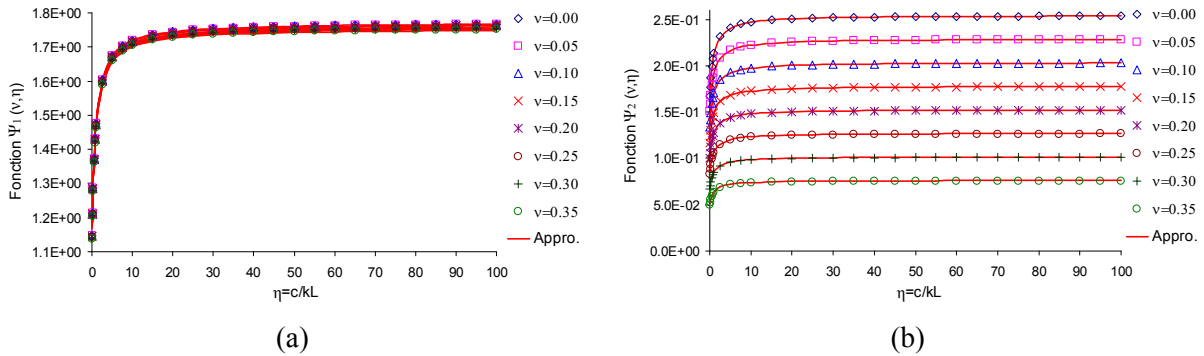 1.8E+00
1.7E+00
1.6E+00
1.5E+00
1.4E+00
1.3E+00
1.2E+00
1.1E+00
Fonction Ψ1 (ν,η)
0 10 20 30 40 50 60 70 80 90 100
η=c/kL
ν=0.00
ν=0.05
ν=0.10
ν=0.15
ν=0.20
ν=0.25
ν=0.30
ν=0.35
Appro.
(a)
2.5E-01
2.0E-01
1.5E-01
1.0E-01
5.0E-02
0.0E+00
Fonction Ψ2 (ν,η)
0 10 20 30 40 50 60 70 80 90 100
η=c/kL
ν=0.00
ν=0.05
ν=0.10
ν=0.15
ν=0.20
ν=0.25
ν=0.30
ν=0.35
Appro.
(b)